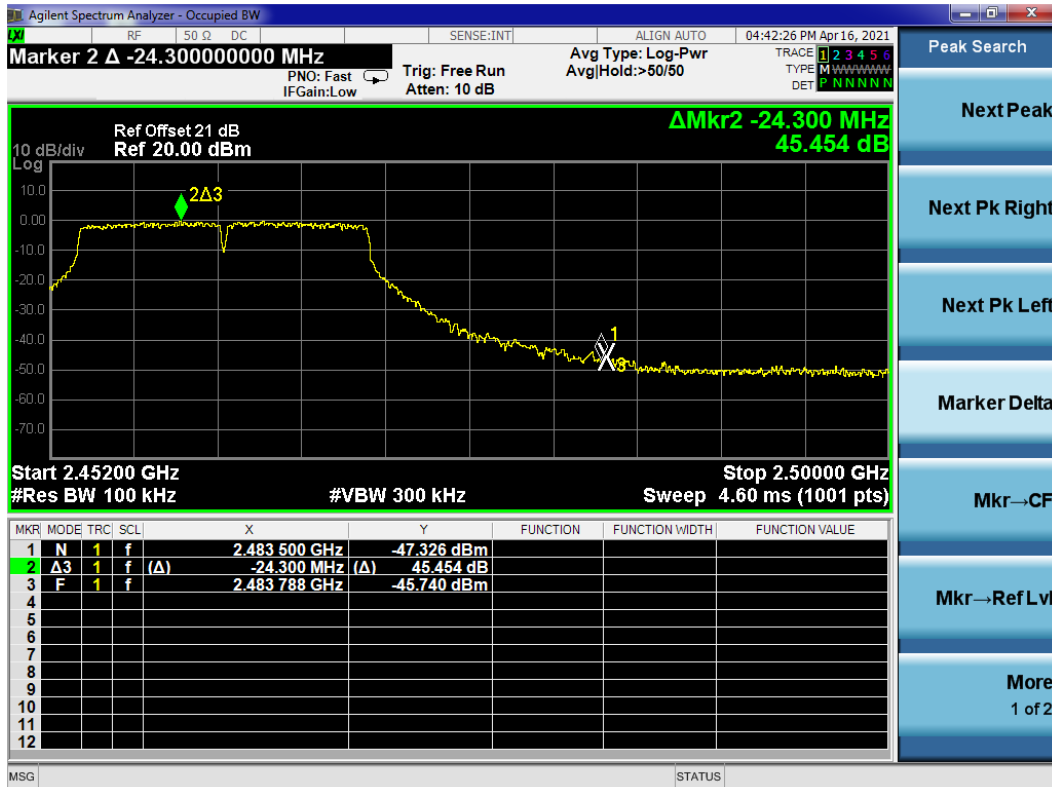 Agilent Spectrum Analyzer - Occupied BW
LXI RF 50 Ω DC SENSE:INT ALIGN AUTO 04:42:26 PM Apr 16, 2021
Marker 2 Δ -24.300000000 MHz
PNO: Fast
IFGain:Low
Trig: Free Run
Atten: 10 dB
Avg Type: Log-Pwr
Avg|Hold:>50/50
TRACE 1 2 3 4 5 6
TYPE M WWWWW
DET P N N N N N
Peak Search
Next Peak
Next Pk Right
Next Pk Left
Marker Delta
Mkr→CF
Mkr→Ref Lvl
More
1 of 2
ΔMkr2 -24.300 MHz
45.454 dB
Ref Offset 21 dB
10 dB/div Ref 20.00 dBm
Log
10.0
0.00
-10.0
-20.0
-30.0
-40.0
-50.0
-60.0
-70.0
2Δ3
1
3
Start 2.45200 GHz Stop 2.50000 GHz
#Res BW 100 kHz #VBW 300 kHz Sweep 4.60 ms (1001 pts)
MKR MODE TRC SCL X Y FUNCTION FUNCTION WIDTH FUNCTION VALUE
1 N 1 f 2.483 500 GHz -47.326 dBm
2 Δ3 1 f (Δ) -24.300 MHz (Δ) 45.454 dB
3 F 1 f 2.483 788 GHz -45.740 dBm
4
5
6
7
8
9
10
11
12
MSG STATUS